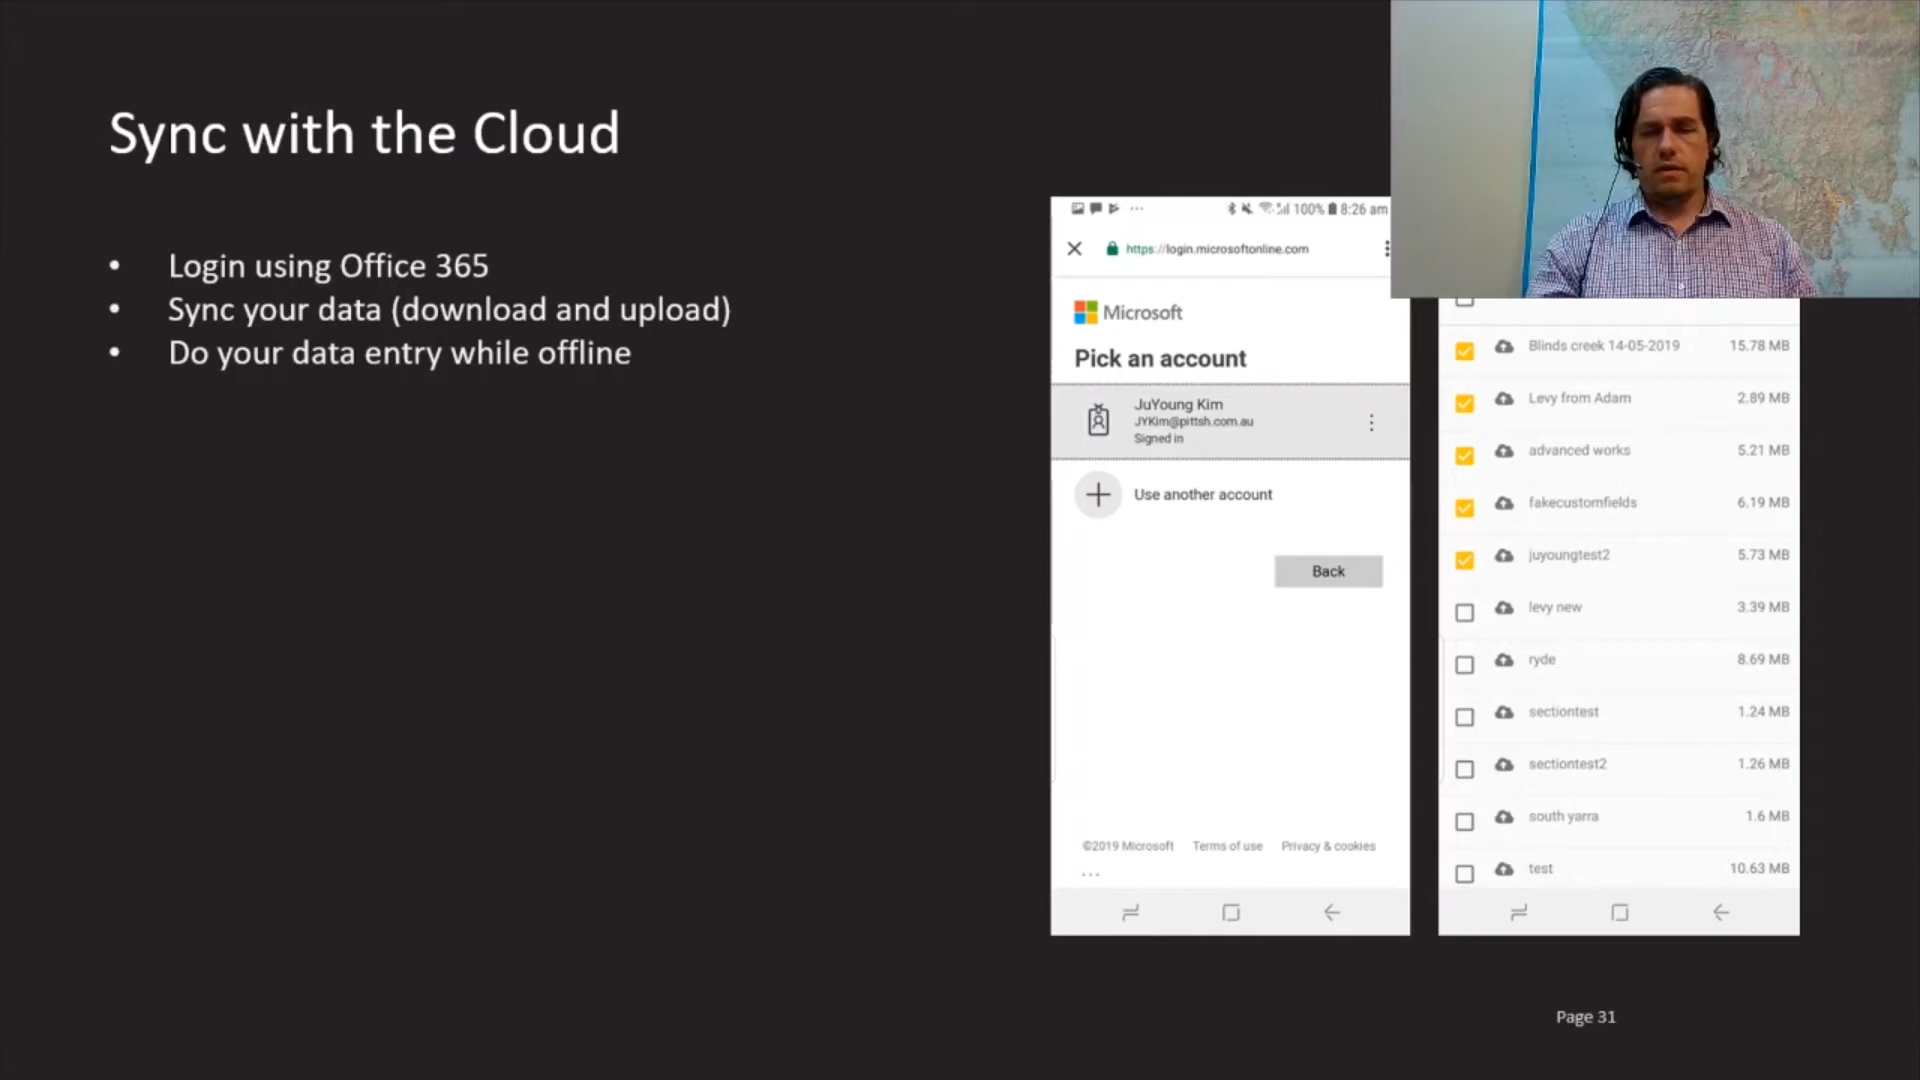 Sync with the Cloud
• Login using Office 365
• Sync your data (download and upload)
• Do your data entry while offline
100% 8:26 am
https://login.microsoftonline.com
Microsoft
Pick an account
JuYoung Kim
JYKim@pittsh.com.au
Signed in
Use another account
Back
©2019 Microsoft Terms of use Privacy & cookies
...
Blinds creek 14-05-2019 15.78 MB
Levy from Adam 2.89 MB
advanced works 5.21 MB
fakecustomfields 6.19 MB
juyoungtest2 5.73 MB
levy new 3.39 MB
ryde 8.69 MB
sectiontest 1.24 MB
sectiontest2 1.26 MB
south yarra 1.6 MB
test 10.63 MB
Page 31